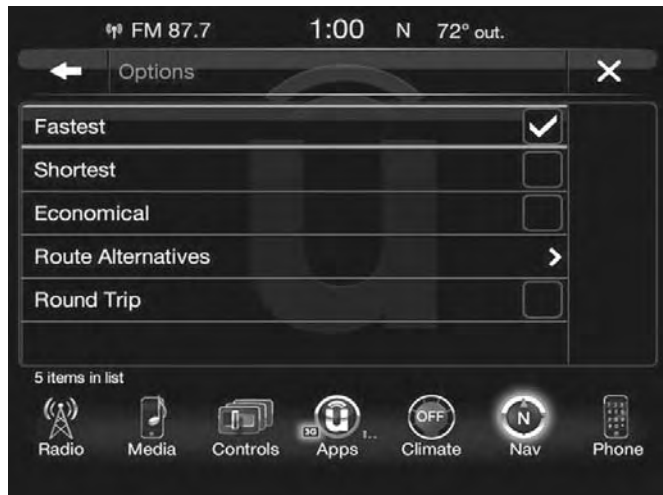 FM 87.7 1:00 N 72° out.
Options
Fastest
Shortest
Economical
Route Alternatives
Round Trip
5 items in list
3G OFF N
Radio Media Controls Apps Climate Nav Phone